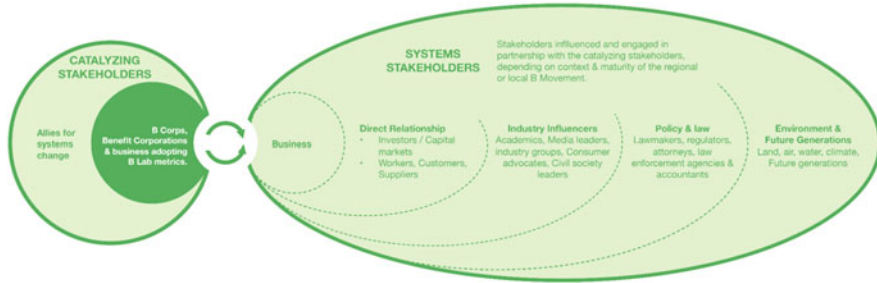 CATALYZING
STAKEHOLDERS
Allies for
systems
change
B Corps,
Benefit Corporations
& business adopting
B Lab metrics.
SYSTEMS
STAKEHOLDERS
Stakeholders influenced and engaged in
partnership with the catalyzing stakeholders,
depending on context & maturity of the regional
or local B Movement.
Business
Direct Relationship
• Investors / Capital
markets
• Workers, Customers,
Suppliers
Industry Influencers
Academics, Media leaders,
industry groups, Consumer
advocates, Civil society
leaders
Policy & law
Lawmakers, regulators,
attorneys, law
enforcement agencies &
accountants
Environment &
Future Generations
Land, air, water, climate,
Future generations